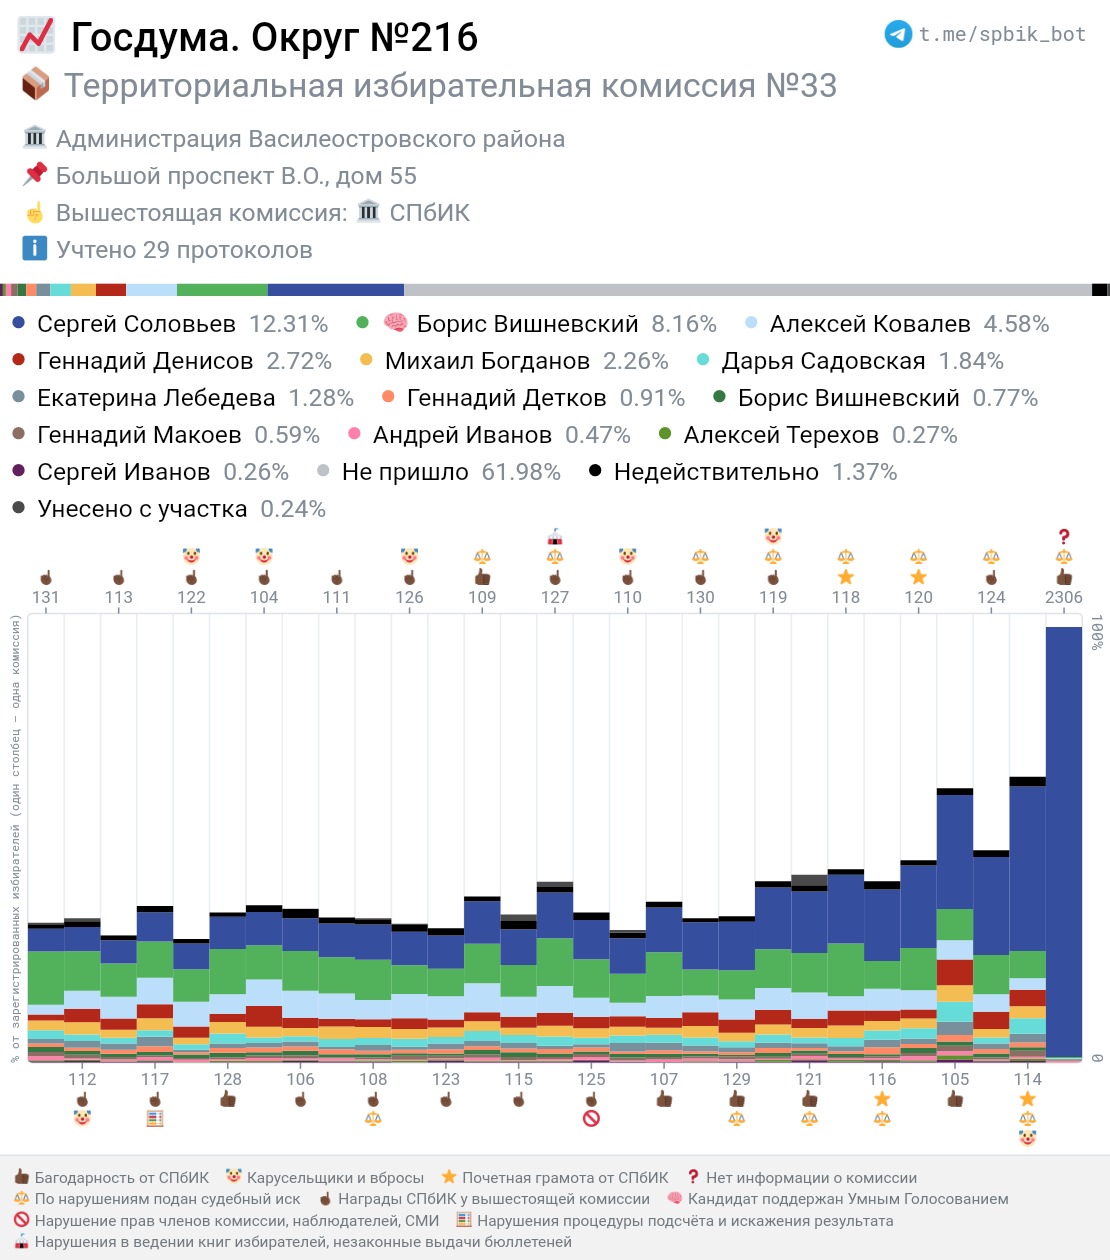 Госдума. Округ №216
t.me/spbik_bot
Территориальная избирательная комиссия №33
Администрация Василеостровского района
Большой проспект В.О., дом 55
Вышестоящая комиссия: СПбИК
Учтено 29 протоколов
Сергей Соловьев 12.31% Борис Вишневский 8.16% Алексей Ковалев 4.58%
Геннадий Денисов 2.72% Михаил Богданов 2.26% Дарья Садовская 1.84%
Екатерина Лебедева 1.28% Геннадий Детков 0.91% Борис Вишневский 0.77%
Геннадий Макоев 0.59% Андрей Иванов 0.47% Алексей Терехов 0.27%
Сергей Иванов 0.26% Не пришло 61.98% Недействительно 1.37%
Унесено с участка 0.24%
131 113 122 104 111 126 109 127 110 130 119 118 120 124 2306
100%
% от зарегистрированных избирателей (один столбец — одна комиссия)
0
112 117 128 106 108 123 115 125 107 129 121 116 105 114
Багодарность от СПбИК Карусельщики и вбросы Почетная грамота от СПбИК Нет информации о комиссии
По нарушениям подан судебный иск Награды СПбИК у вышестоящей комиссии Кандидат поддержан Умным Голосованием
Нарушение прав членов комиссии, наблюдателей, СМИ Нарушения процедуры подсчёта и искажения результата
Нарушения в ведении книг избирателей, незаконные выдачи бюллетеней